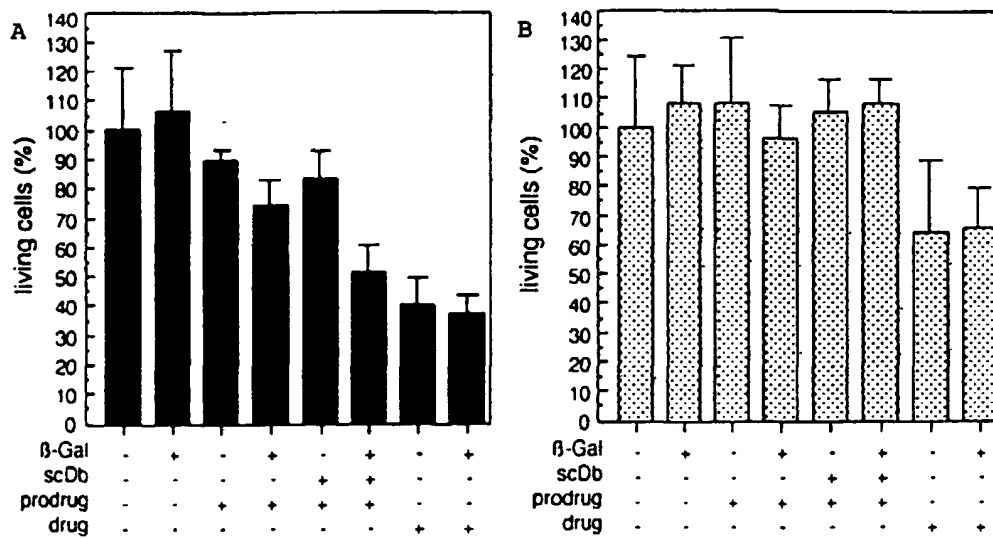 A
living cells (%)
140
130
120
110
100
90
80
70
60
50
40
30
20
10
0
ß-Gal - + - + - + - +
scDb - - - - + + - -
prodrug - - + + + + - -
drug - - - - - - + +
B
living cells (%)
140
130
120
110
100
90
80
70
60
50
40
30
20
10
0
ß-Gal - + - + - + - +
scDb - - - - + + - -
prodrug - - + + + + - -
drug - - - - - - + +